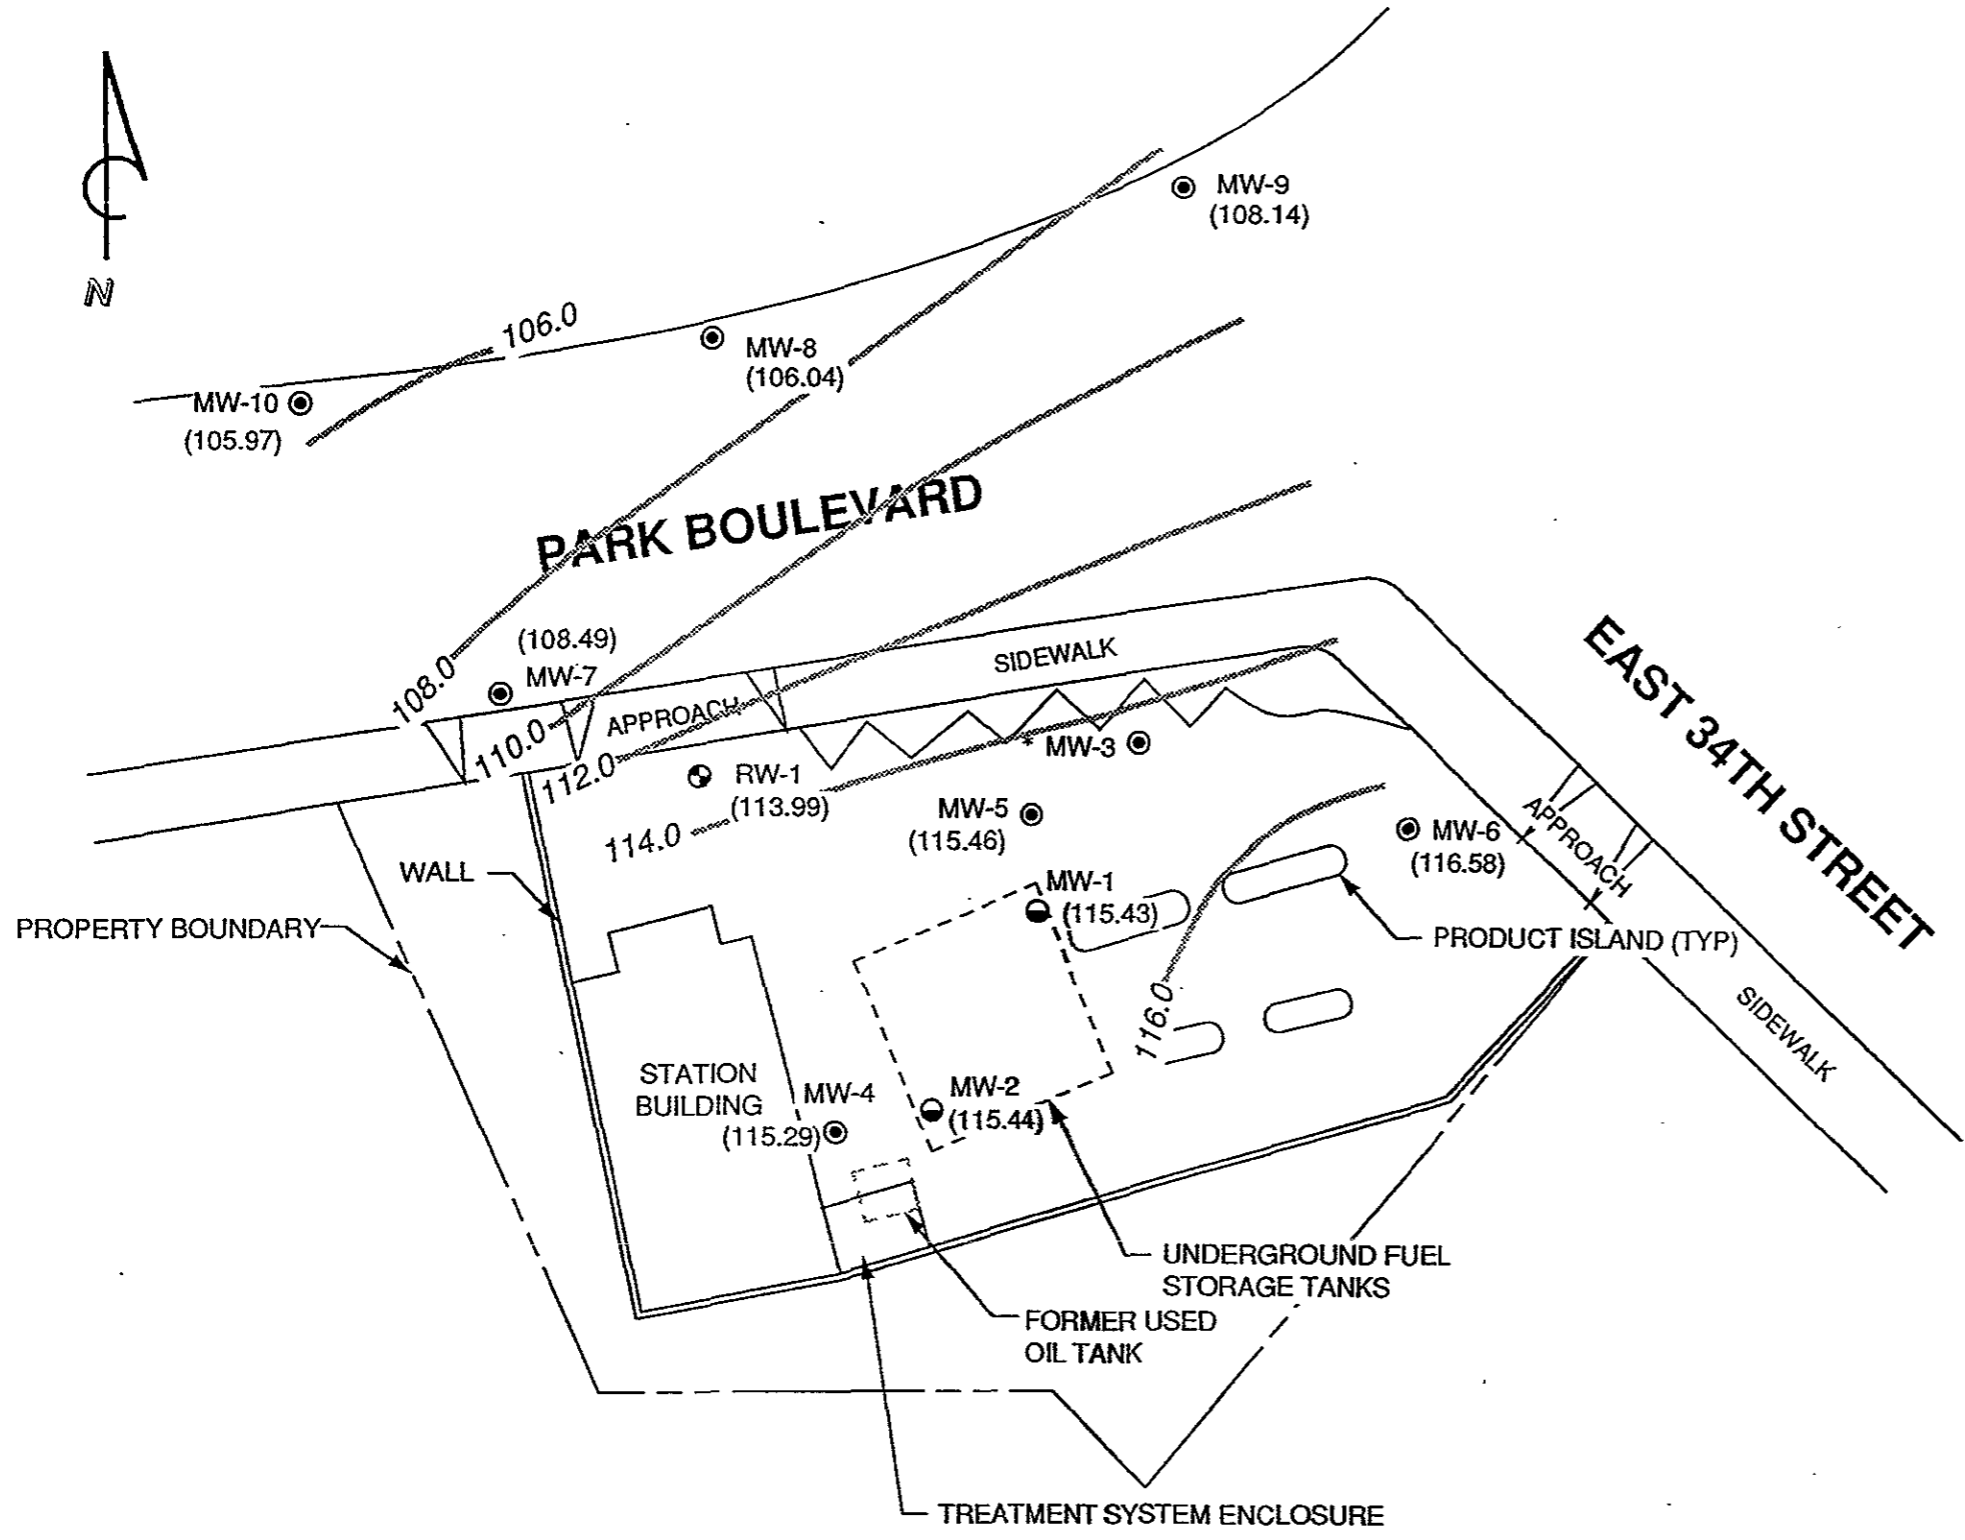 N
MW-9
(108.14)
106.0
MW-8
(106.04)
MW-10
(105.97)
PARK BOULEVARD
(108.49)
MW-7
108.0
SIDEWALK
EAST 34TH STREET
APPROACH
110.0
112.0
* MW-3
RW-1
(113.99)
MW-5
(115.46)
114.0
MW-6
(116.58)
APPROACH
WALL
MW-1
(115.43)
PROPERTY BOUNDARY
PRODUCT ISLAND (TYP)
116.0
SIDEWALK
STATION
BUILDING
MW-4
(115.29)
MW-2
(115.44)
UNDERGROUND FUEL
STORAGE TANKS
FORMER USED
OIL TANK
TREATMENT SYSTEM ENCLOSURE